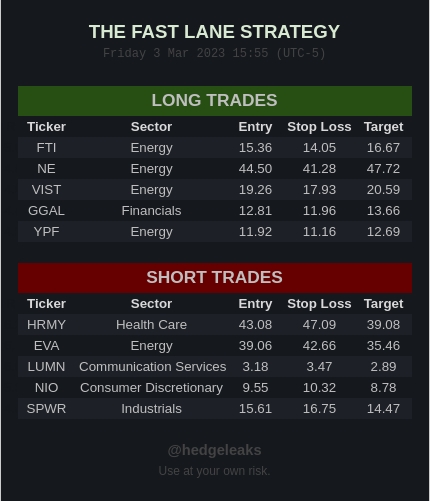 THE FAST LANE STRATEGY
Friday 3 Mar 2023 15:55 (UTC-5)
LONG TRADES
Ticker Sector Entry Stop Loss Target
FTI Energy 15.36 14.05 16.67
NE Energy 44.50 41.28 47.72
VIST Energy 19.26 17.93 20.59
GGAL Financials 12.81 11.96 13.66
YPF Energy 11.92 11.16 12.69
SHORT TRADES
Ticker Sector Entry Stop Loss Target
HRMY Health Care 43.08 47.09 39.08
EVA Energy 39.06 42.66 35.46
LUMN Communication Services 3.18 3.47 2.89
NIO Consumer Discretionary 9.55 10.32 8.78
SPWR Industrials 15.61 16.75 14.47
@hedgeleaks
Use at your own risk.